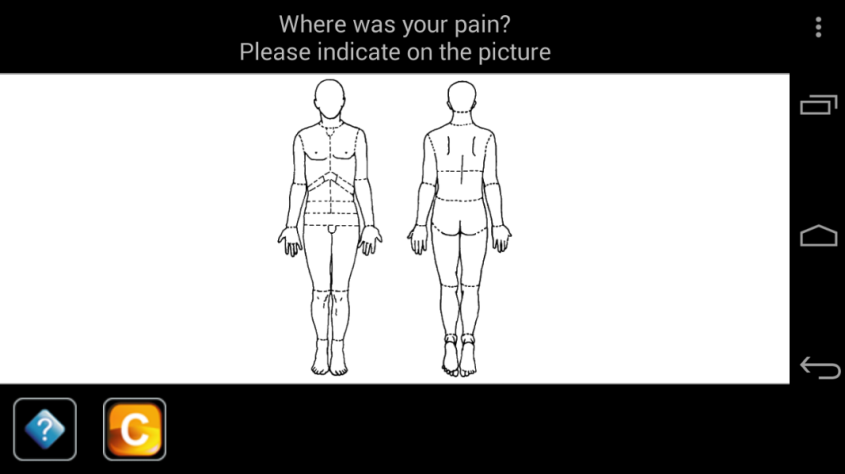 Where was your pain?
Please indicate on the picture
?
C